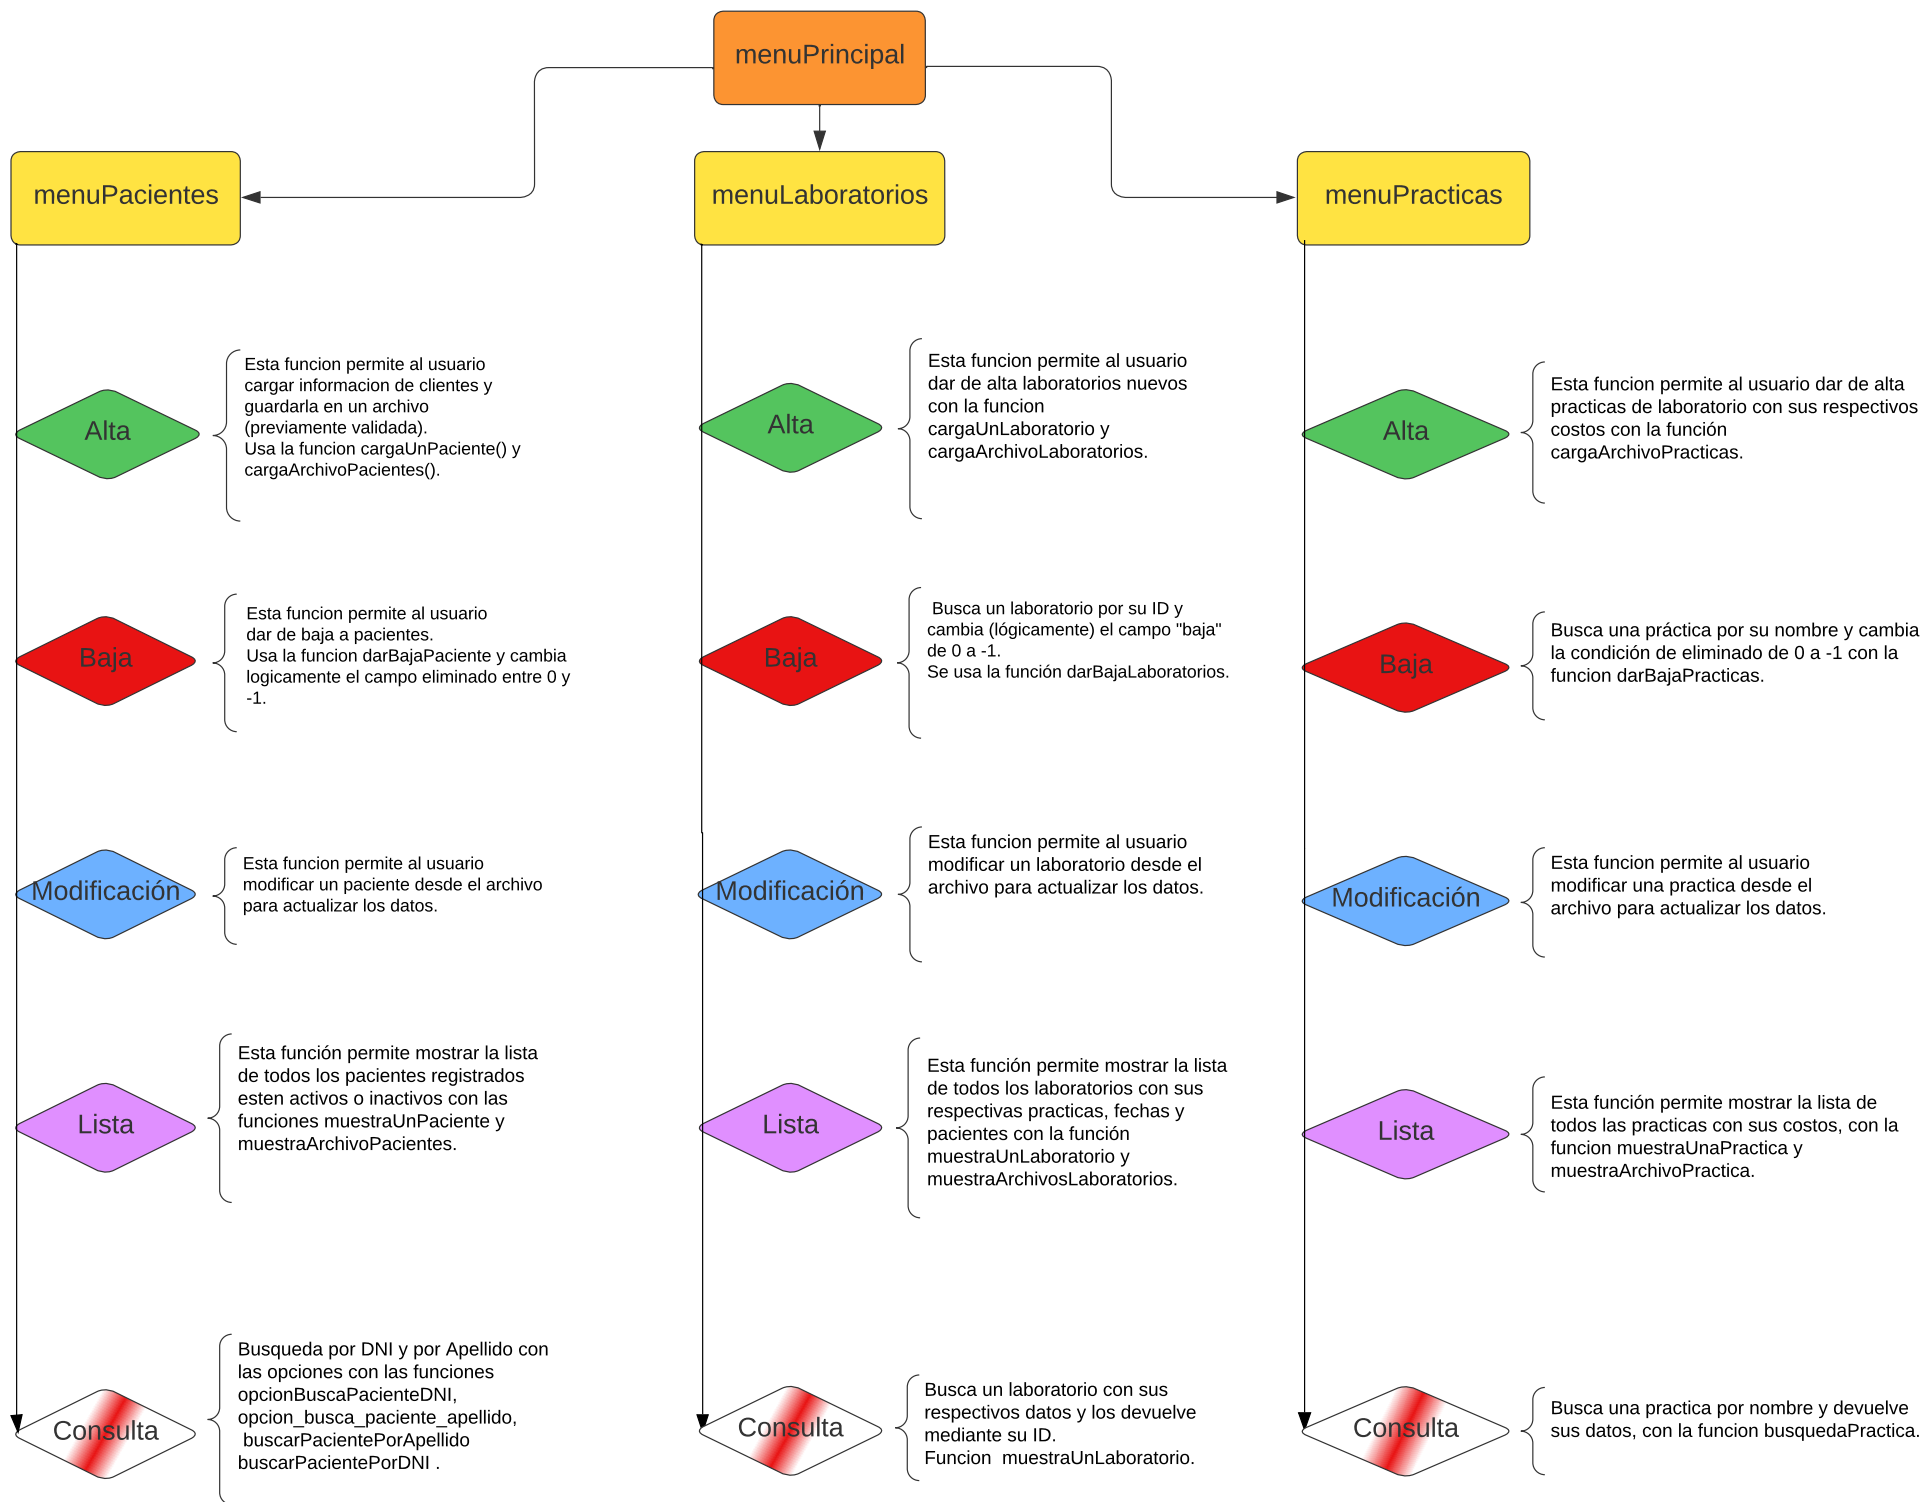 menuPrincipal
menuPacientes
menuLaboratorios
menuPracticas
Alta
Esta funcion permite al usuario
cargar informacion de clientes y
guardarla en un archivo
(previamente validada).
Usa la funcion cargaUnPaciente() y
cargaArchivoPacientes().
Alta
Esta funcion permite al usuario
dar de alta laboratorios nuevos
con la funcion
cargaUnLaboratorio y
cargaArchivoLaboratorios.
Alta
Esta funcion permite al usuario dar de alta
practicas de laboratorio con sus respectivos
costos con la función
cargaArchivoPracticas.
Baja
Esta funcion permite al usuario
dar de baja a pacientes.
Usa la funcion darBajaPaciente y cambia
logicamente el campo eliminado entre 0 y
-1.
Baja
Busca un laboratorio por su ID y
cambia (lógicamente) el campo "baja"
de 0 a -1.
Se usa la función darBajaLaboratorios.
Baja
Busca una práctica por su nombre y cambia
la condición de eliminado de 0 a -1 con la
funcion darBajaPracticas.
Modificación
Esta funcion permite al usuario
modificar un paciente desde el archivo
para actualizar los datos.
Modificación
Esta funcion permite al usuario
modificar un laboratorio desde el
archivo para actualizar los datos.
Modificación
Esta funcion permite al usuario
modificar una practica desde el
archivo para actualizar los datos.
Lista
Esta función permite mostrar la lista
de todos los pacientes registrados
esten activos o inactivos con las
funciones muestraUnPaciente y
muestraArchivoPacientes.
Lista
Esta función permite mostrar la lista
de todos los laboratorios con sus
respectivas practicas, fechas y
pacientes con la función
muestraUnLaboratorio y
muestraArchivosLaboratorios.
Lista
Esta función permite mostrar la lista de
todos las practicas con sus costos, con la
funcion muestraUnaPractica y
muestraArchivoPractica.
Consulta
Busqueda por DNI y por Apellido con
las opciones con las funciones
opcionBuscaPacienteDNI,
opcion_busca_paciente_apellido,
buscarPacientePorApellido
buscarPacientePorDNI .
Consulta
Busca un laboratorio con sus
respectivos datos y los devuelve
mediante su ID.
Funcion  muestraUnLaboratorio.
Consulta
Busca una practica por nombre y devuelve
sus datos, con la funcion busquedaPractica.